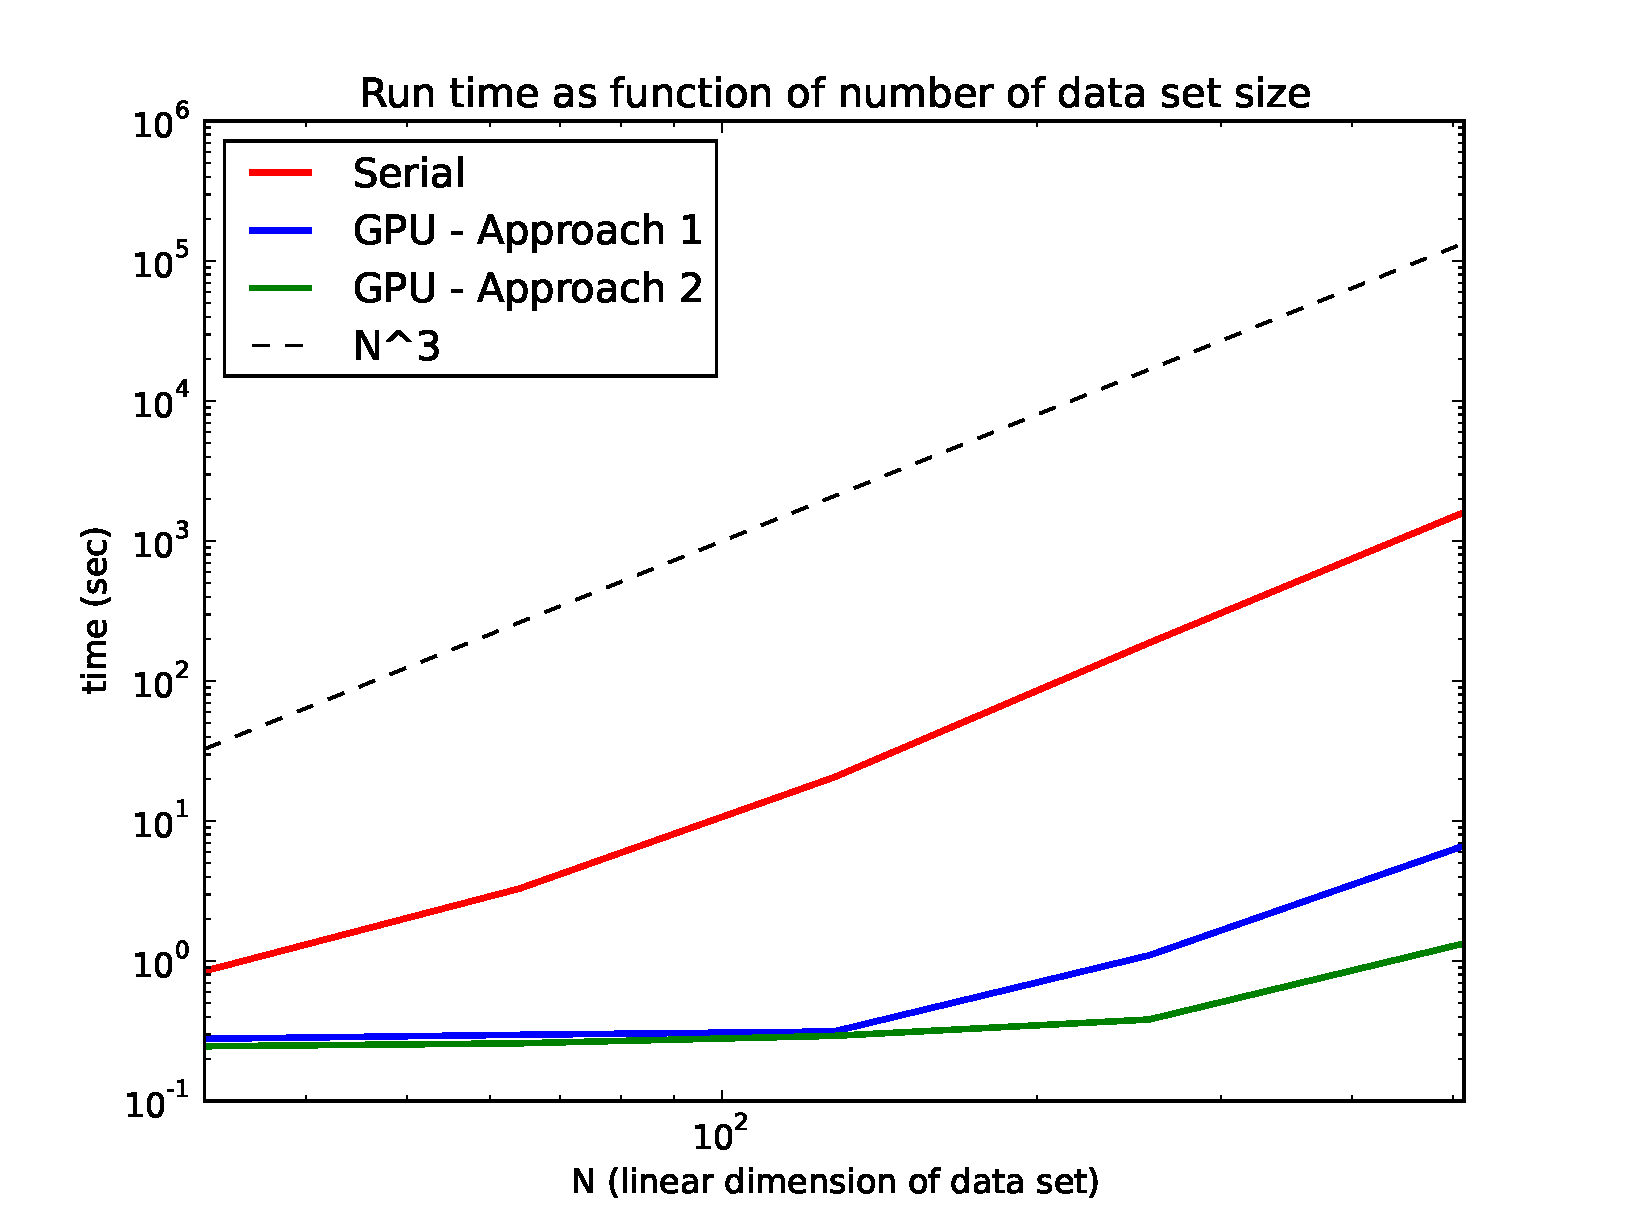 Run time as function of number of data set size
10^6
10^5
10^4
10^3
10^2
10^1
10^0
10^-1
time (sec)
Serial
GPU - Approach 1
GPU - Approach 2
N^3
10^2
N (linear dimension of data set)